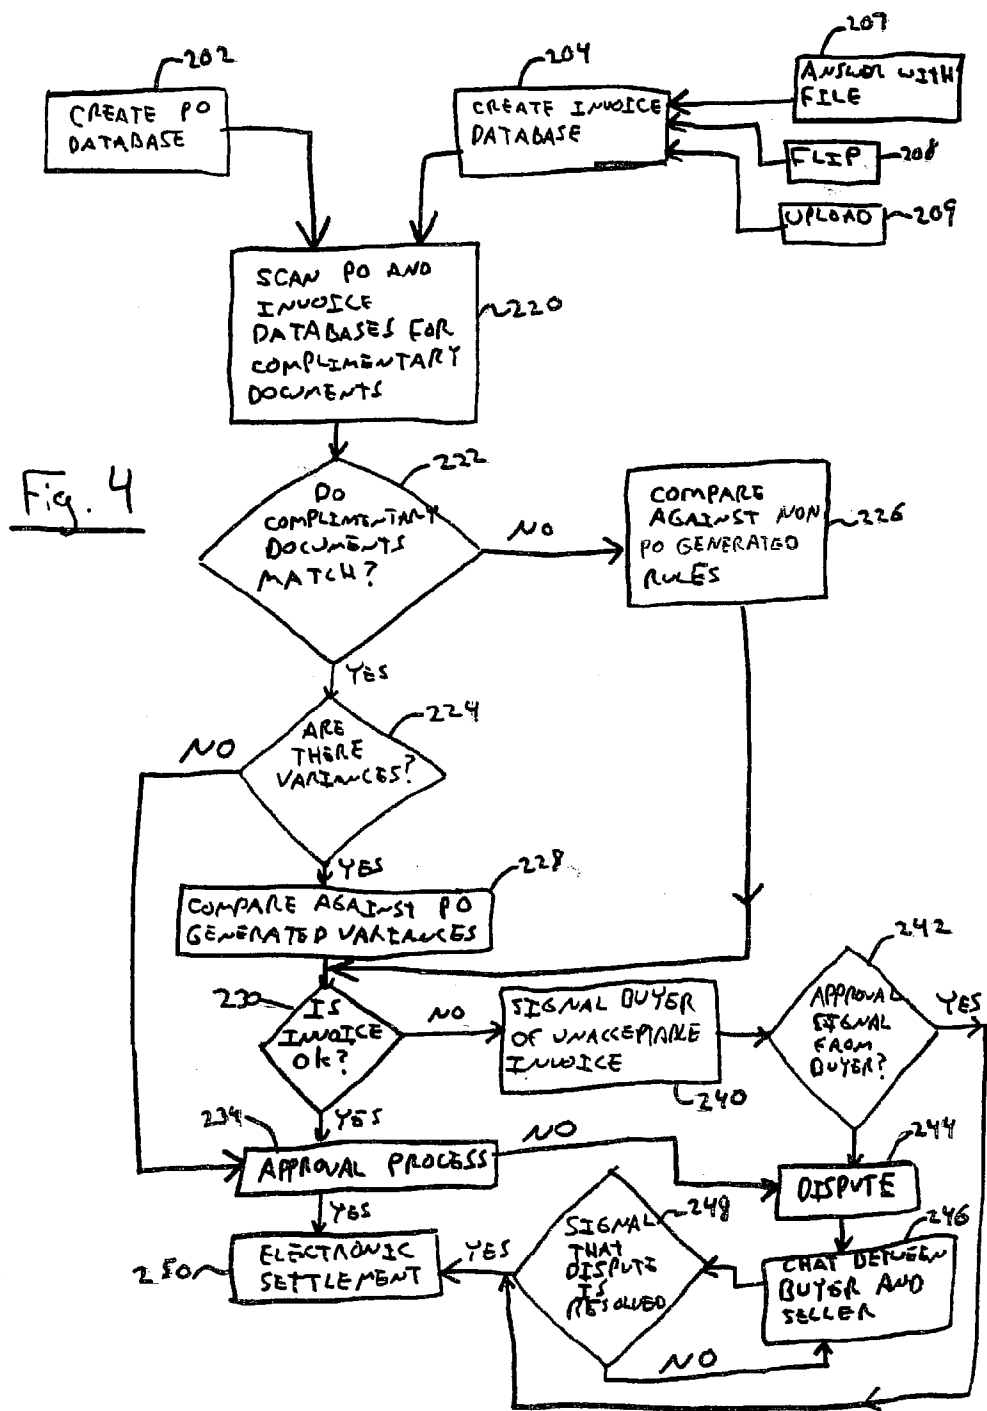 202
CREATE PO
DATABASE
204
CREATE INVOICE
DATABASE
207
ANSWER WITH
FILE
FLIP
208
UPLOAD
209
SCAN PO AND
INVOICE
DATABASES FOR
COMPLIMENTARY
DOCUMENTS
220
Fig. 4
222
DO
COMPLIMENTARY
DOCUMENTS
MATCH?
NO
COMPARE
AGAINST NON
PO GENERATED
RULES
226
YES
224
ARE
THERE
VARIANCES?
NO
YES
228
COMPARE AGAINST PO
GENERATED VARIANCES
230
IS
INVOICE
OK?
NO
SIGNAL BUYER
OF UNACCEPTABLE
INVOICE
240
242
APPROVAL
SIGNAL
FROM
BUYER?
YES
YES
234
APPROVAL PROCESS
NO
244
DISPUTE
YES
ELECTRONIC
SETTLEMENT
250
YES
248
SIGNAL
THAT
DISPUTE
IS
RESOLVED
246
CHAT BETWEEN
BUYER AND
SELLER
NO